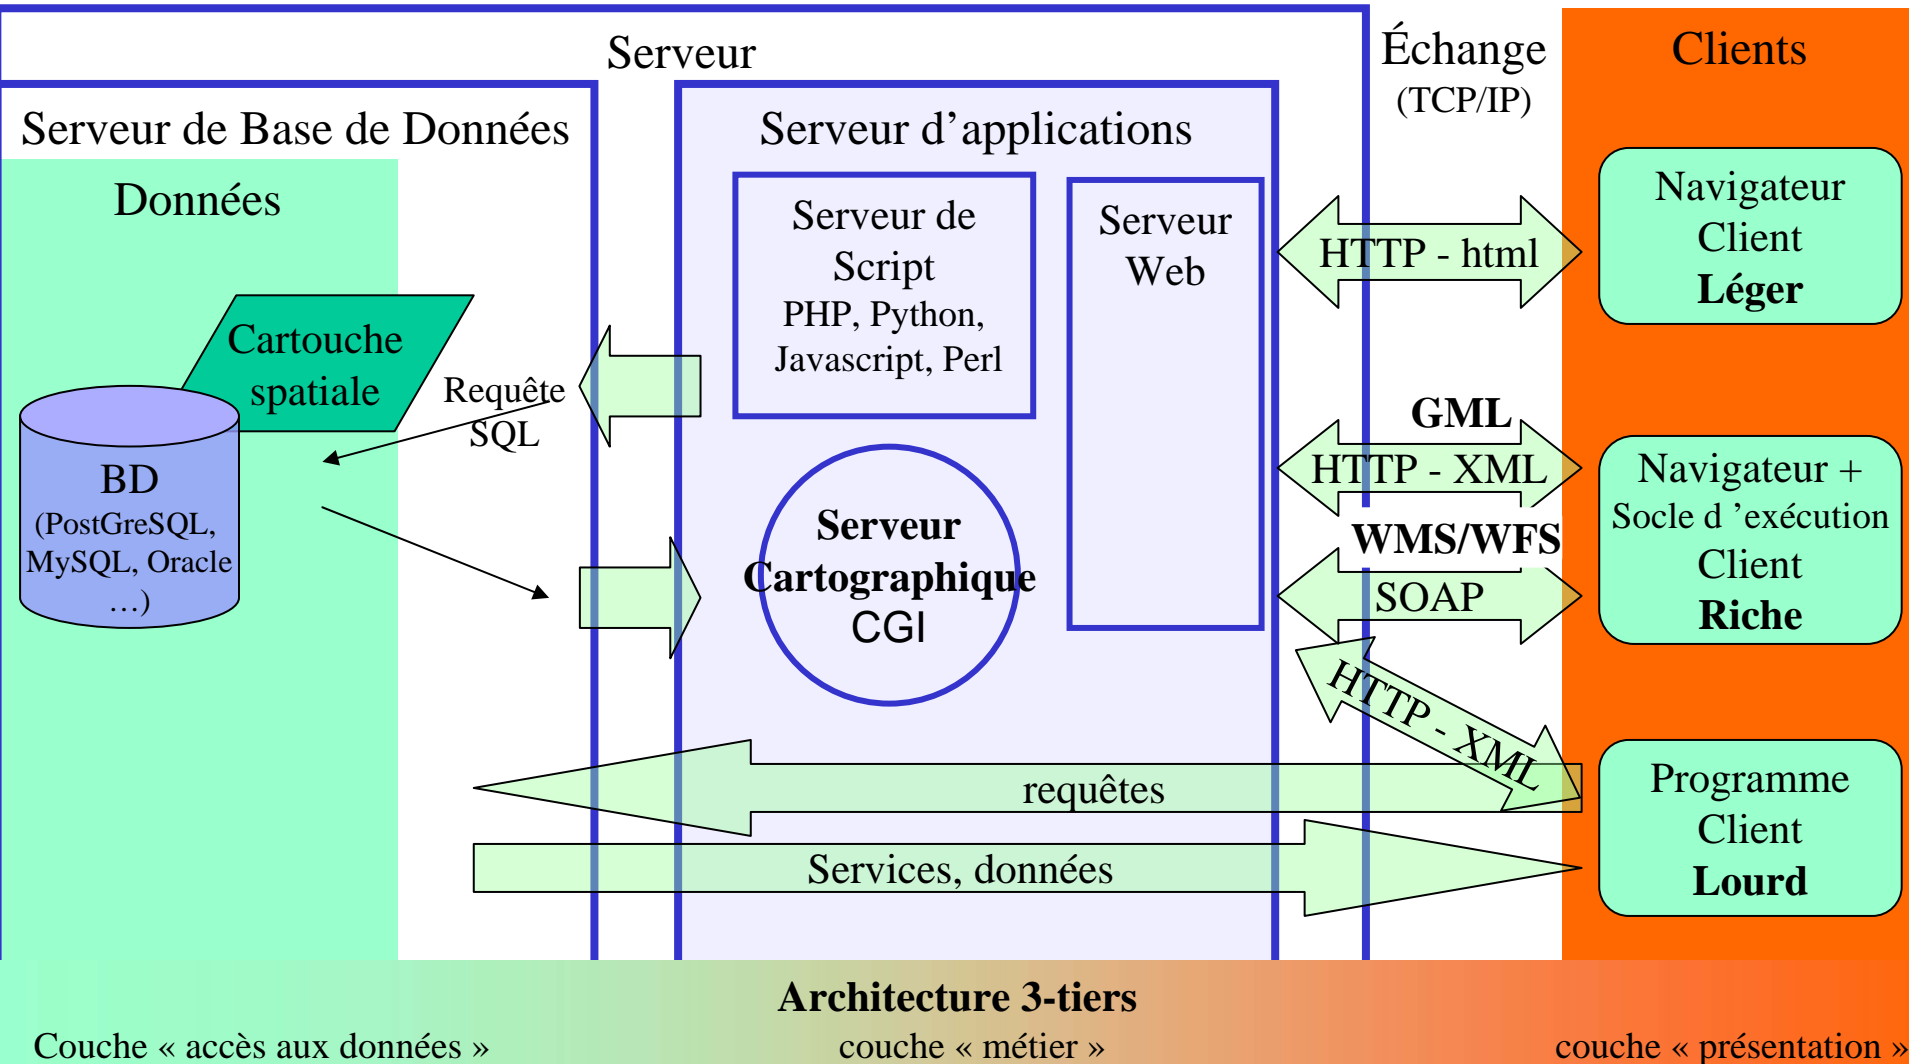 Serveur
Échange
(TCP/IP)
Clients
Serveur de Base de Données
Données
Cartouche
spatiale
BD
(PostGreSQL,
MySQL, Oracle
…)
Requête
SQL
Serveur d’applications
Serveur de
Script
PHP, Python,
Javascript, Perl
Serveur
Web
Serveur
Cartographique
CGI
HTTP - html
GML
HTTP - XML
WMS/WFS
SOAP
HTTP - XML
requêtes
Services, données
Navigateur
Client
Léger
Navigateur +
Socle d ’exécution
Client
Riche
Programme
Client
Lourd
Architecture 3-tiers
Couche « accès aux données »
couche « métier »
couche « présentation »